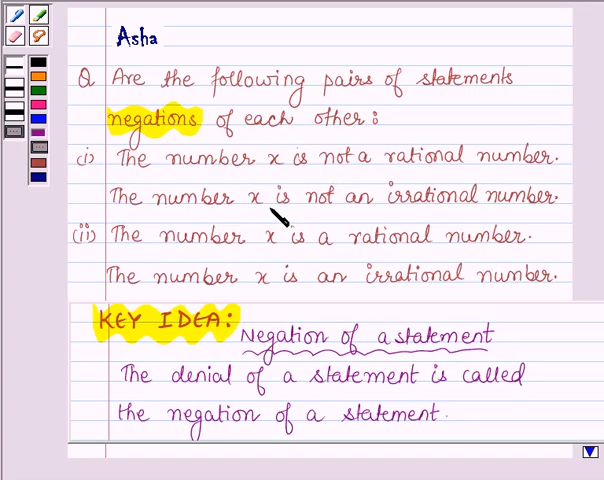 Asha
Q Are the following pairs of statements
negations of each other:
(i) The number x is not a rational number.
The number x is not an irrational number.
(ii) The number x is a rational number.
The number x is an irrational number.
KEY IDEA: Negation of a statement
The denial of a statement is called
the negation of a statement.